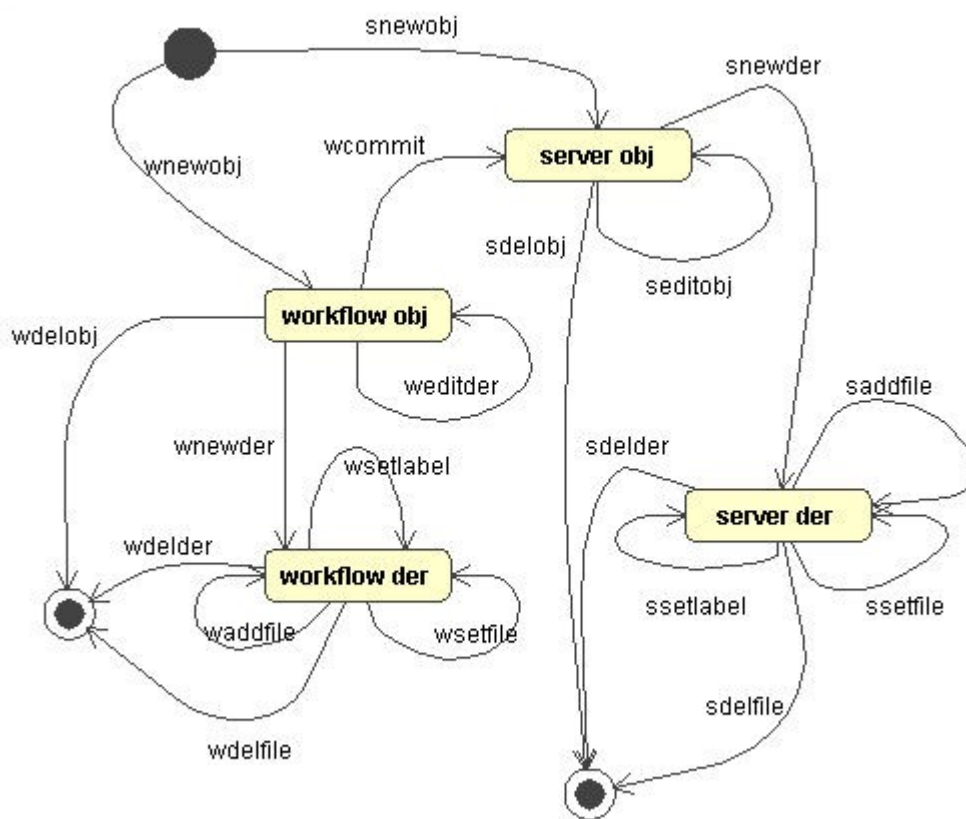 snewobj
snewder
wcommit
server obj
wnewobj
sdelobj
seditobj
workflow obj
wdelobj
weditder
saddfile
wnewder
wsetlabel
sdelder
server der
wdelder
workflow der
waddfile
wsetfile
ssetlabel
ssetfile
sdelfile
wdelfile